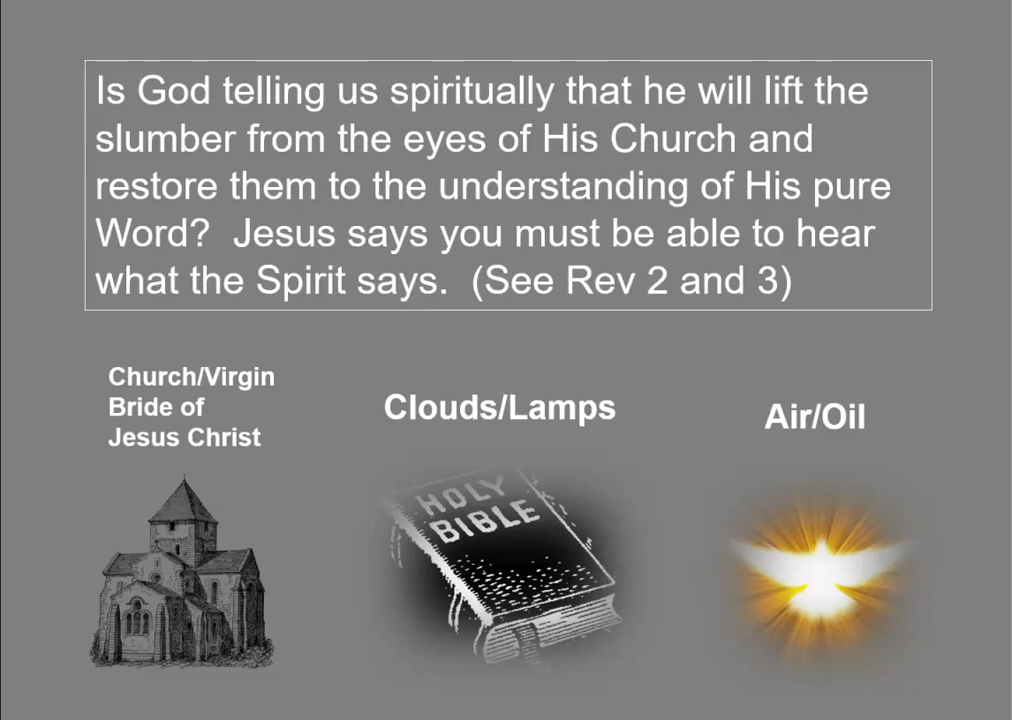 Is God telling us spiritually that he will lift the
slumber from the eyes of His Church and
restore them to the understanding of His pure
Word?  Jesus says you must be able to hear
what the Spirit says.  (See Rev 2 and 3)
Church/Virgin
Bride of
Jesus Christ
Clouds/Lamps
Air/Oil
HOLY
BIBLE